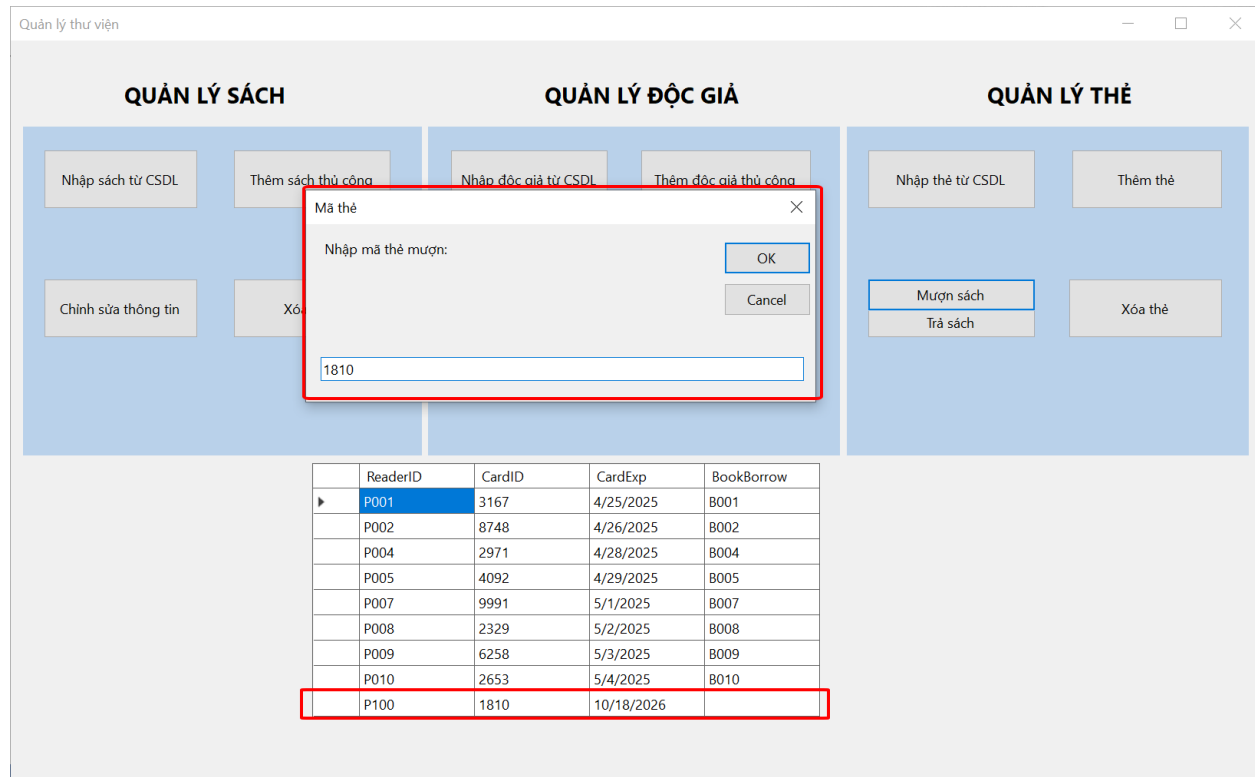 Quản lý thư viện
QUẢN LÝ SÁCH
QUẢN LÝ ĐỘC GIẢ
QUẢN LÝ THẺ
Nhập sách từ CSDL
Thêm sách thủ công
Nhập độc giả từ CSDL
Thêm độc giả thủ công
Nhập thẻ từ CSDL
Thêm thẻ
Mã thẻ
Nhập mã thẻ mượn:
OK
Cancel
1810
Chỉnh sửa thông tin
Xóa
Mượn sách
Trả sách
Xóa thẻ
ReaderID CardID CardExp BookBorrow
P001 3167 4/25/2025 B001
P002 8748 4/26/2025 B002
P004 2971 4/28/2025 B004
P005 4092 4/29/2025 B005
P007 9991 5/1/2025 B007
P008 2329 5/2/2025 B008
P009 6258 5/3/2025 B009
P010 2653 5/4/2025 B010
P100 1810 10/18/2026